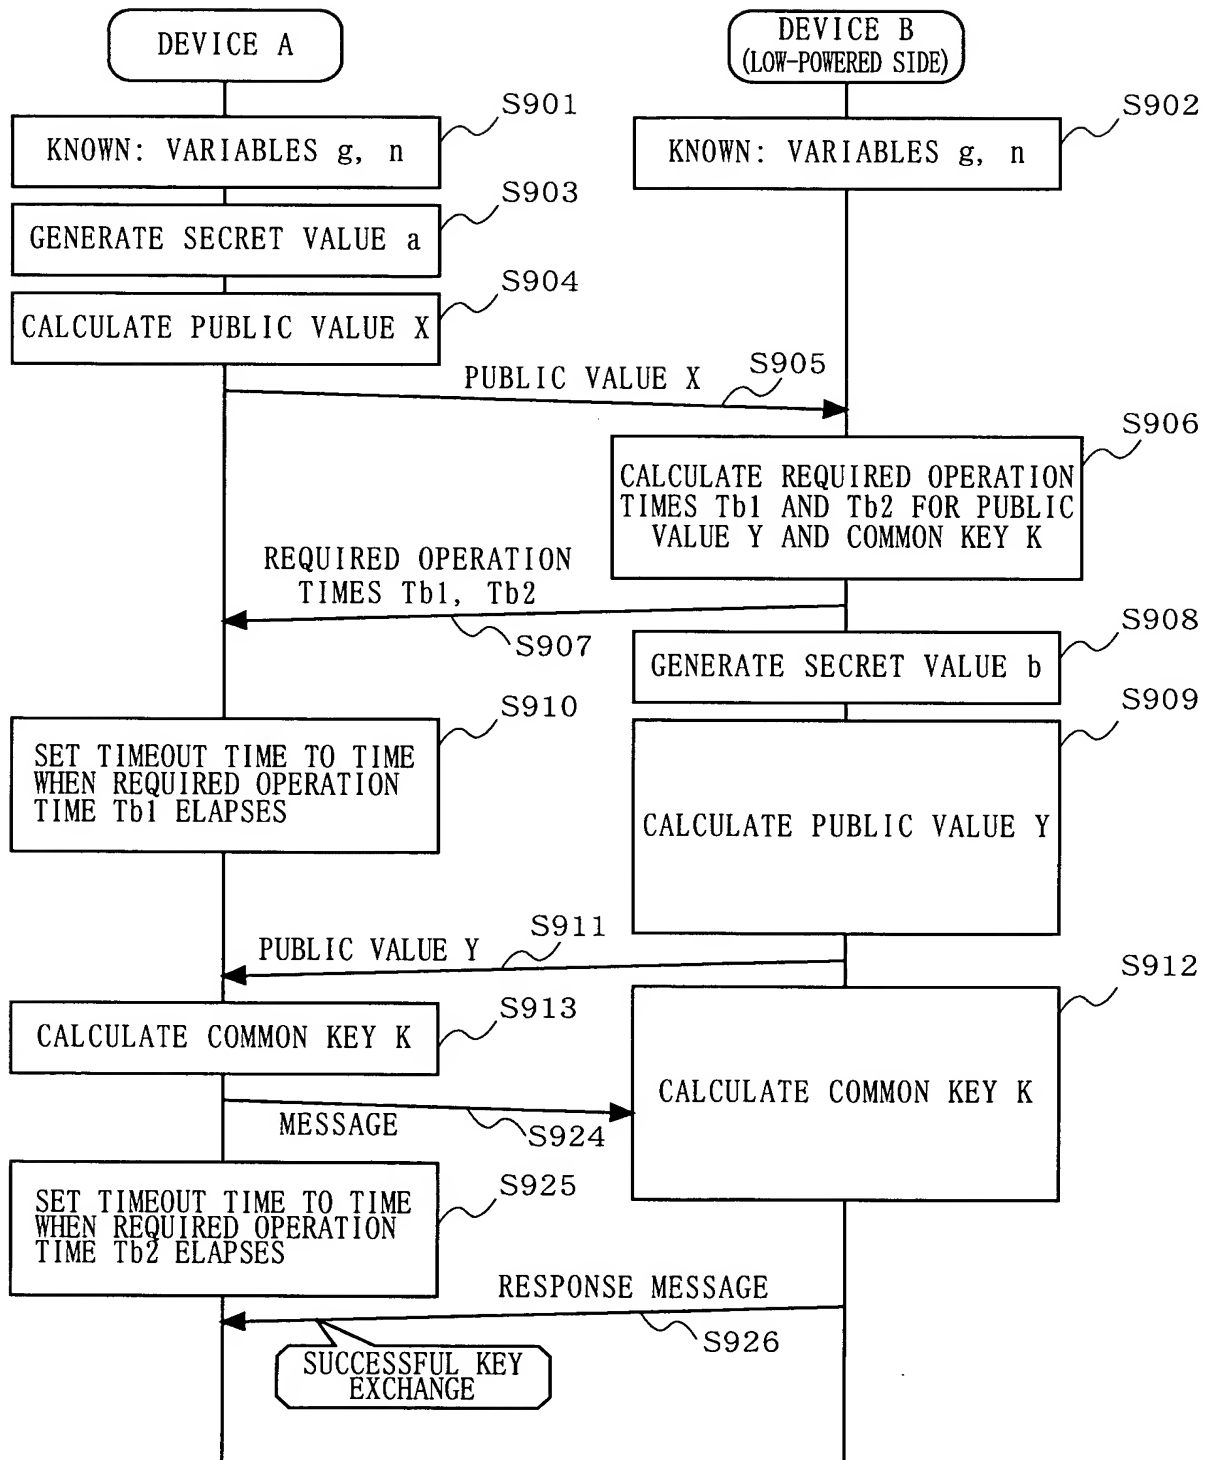 DEVICE A
DEVICE B
(LOW-POWERED SIDE)
S901
S902
KNOWN: VARIABLES g, n
KNOWN: VARIABLES g, n
S903
GENERATE SECRET VALUE a
S904
CALCULATE PUBLIC VALUE X
PUBLIC VALUE X
S905
S906
CALCULATE REQUIRED OPERATION
TIMES Tb1 AND Tb2 FOR PUBLIC
VALUE Y AND COMMON KEY K
REQUIRED OPERATION
TIMES Tb1, Tb2
S907
S908
GENERATE SECRET VALUE b
S910
S909
SET TIMEOUT TIME TO TIME
WHEN REQUIRED OPERATION
TIME Tb1 ELAPSES
CALCULATE PUBLIC VALUE Y
PUBLIC VALUE Y
S911
S912
S913
CALCULATE COMMON KEY K
CALCULATE COMMON KEY K
MESSAGE
S924
S925
SET TIMEOUT TIME TO TIME
WHEN REQUIRED OPERATION
TIME Tb2 ELAPSES
RESPONSE MESSAGE
S926
SUCCESSFUL KEY
EXCHANGE